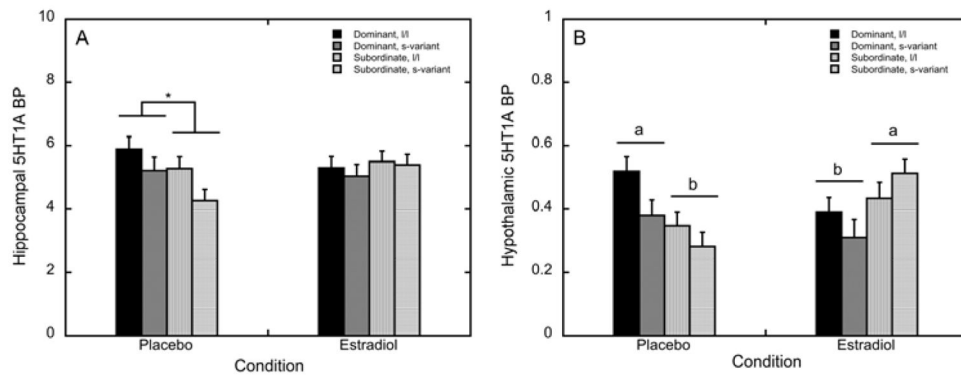 A
Dominant, l/l
Dominant, s-variant
Subordinate, l/l
Subordinate, s-variant
Hippocampal 5HT1A BP
10
8
6
4
2
0
*
Placebo
Estradiol
Condition
B
Dominant, l/l
Dominant, s-variant
Subordinate, l/l
Subordinate, s-variant
Hypothalamic 5HT1A BP
1
0.8
0.6
0.4
0.2
0
a
b
b
a
Placebo
Estradiol
Condition